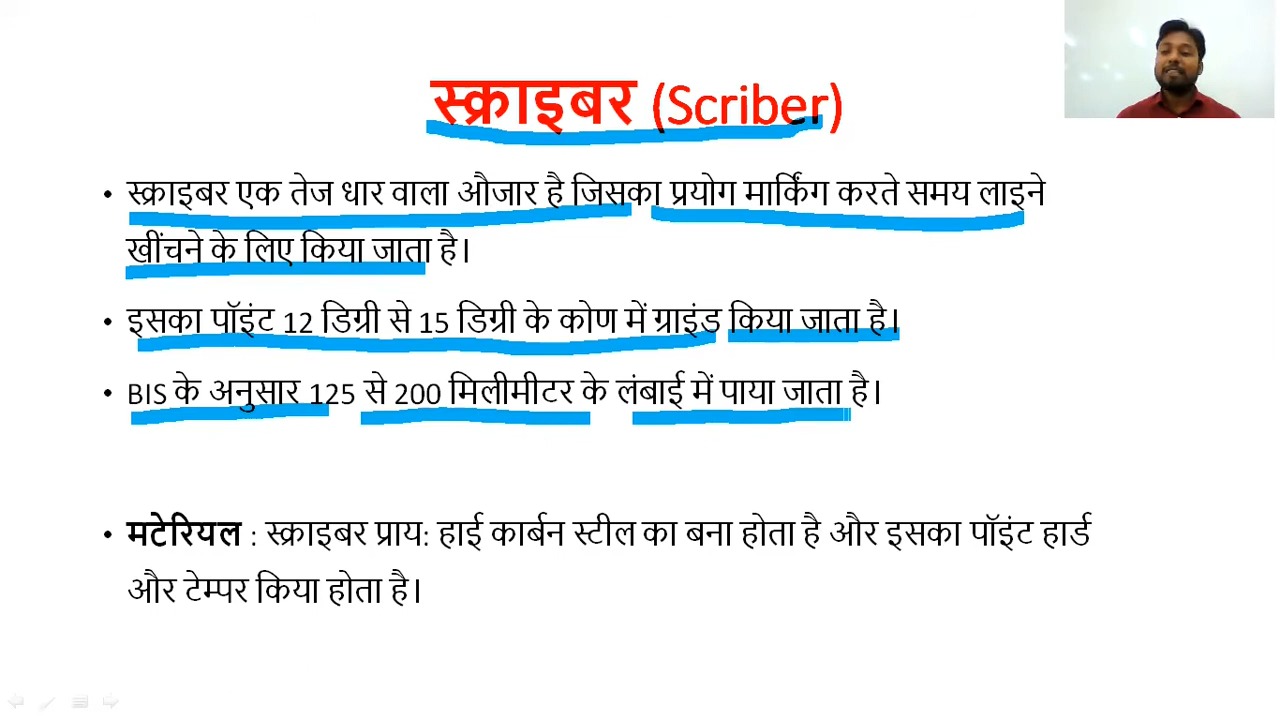 स्क्राइबर (Scriber)
• स्क्राइबर एक तेज धार वाला औजार है जिसका प्रयोग मार्किंग करते समय लाइने
खींचने के लिए किया जाता है।
• इसका पॉइंट 12 डिग्री से 15 डिग्री के कोण में ग्राइंड किया जाता है।
• BIS के अनुसार 125 से 200 मिलीमीटर के लंबाई में पाया जाता है।
• मटेरियल : स्क्राइबर प्राय: हाई कार्बन स्टील का बना होता है और इसका पॉइंट हार्ड
और टेम्पर किया होता है।